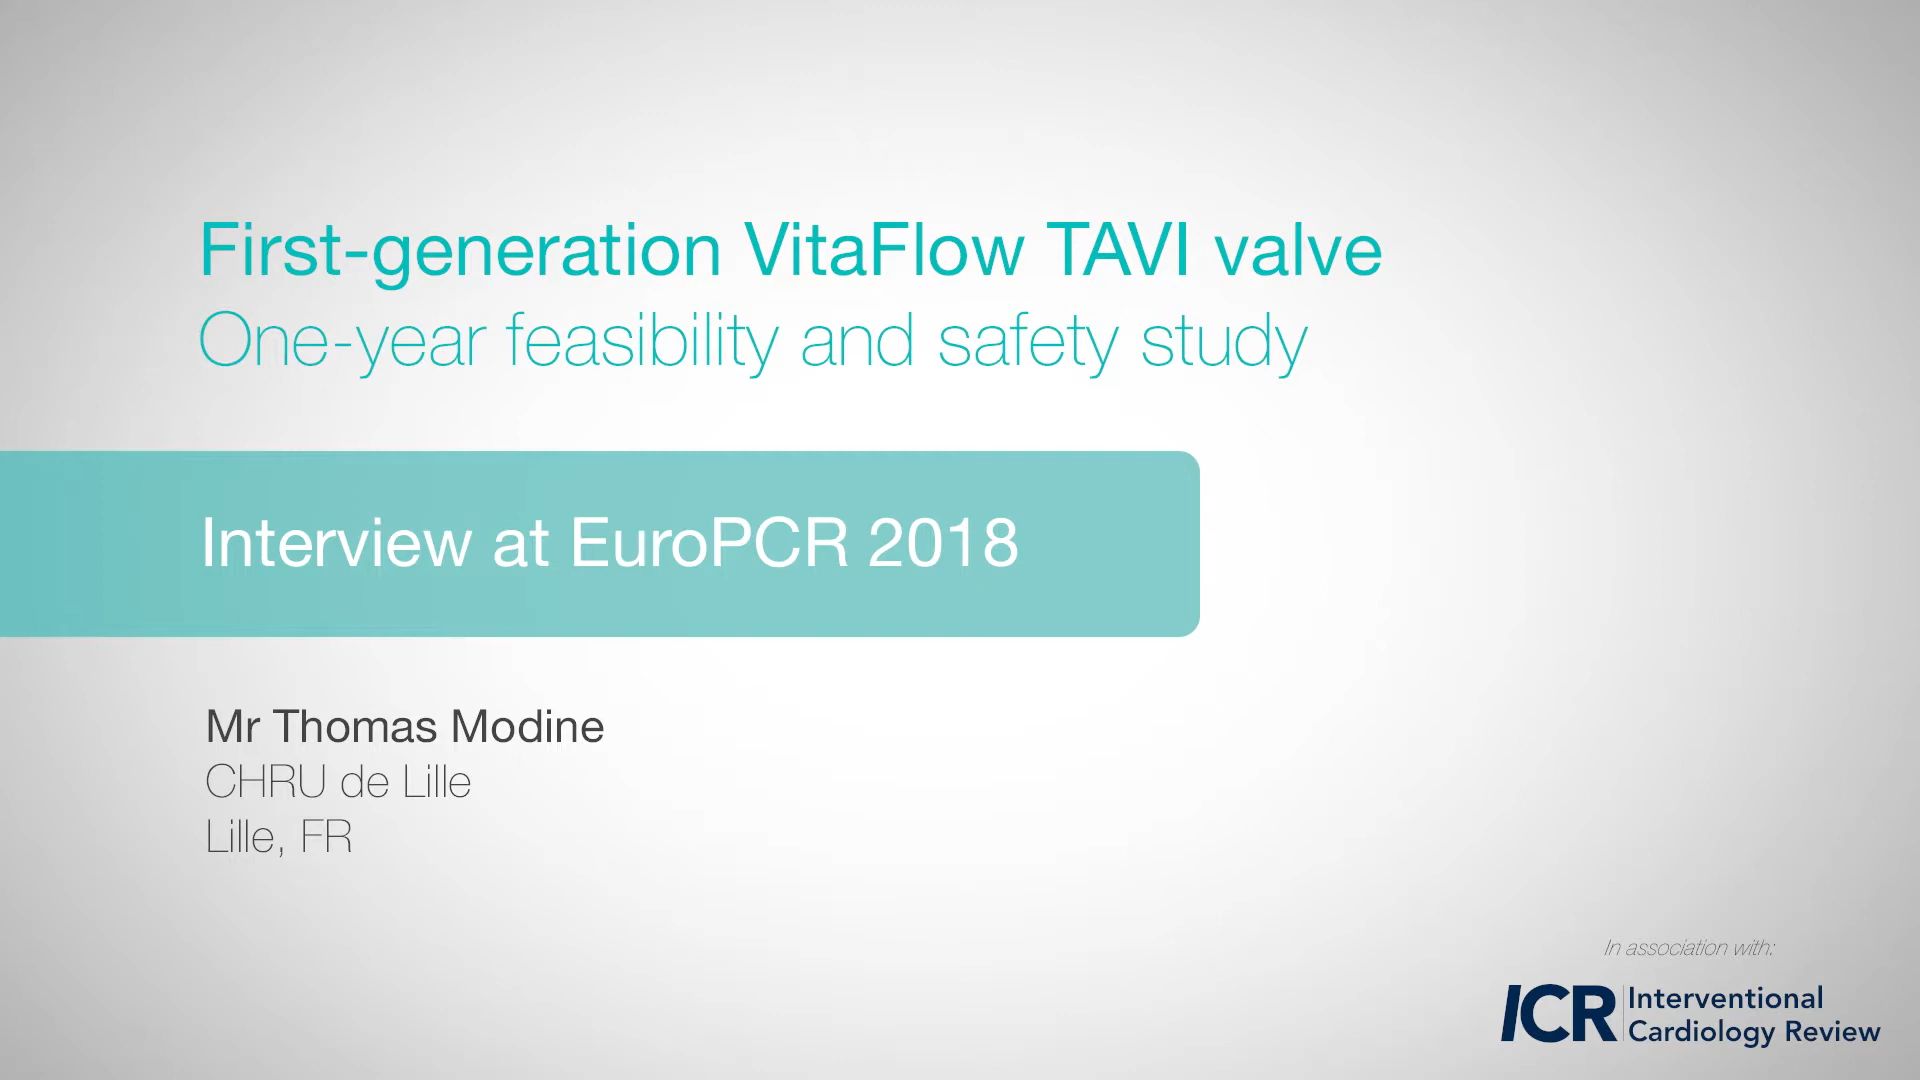 First-generation VitaFlow TAVI valve
One-year feasibility and safety study
Interview at EuroPCR 2018
Mr Thomas Modine
CHRU de Lille
Lille, FR
In association with:
ICR Interventional
Cardiology Review